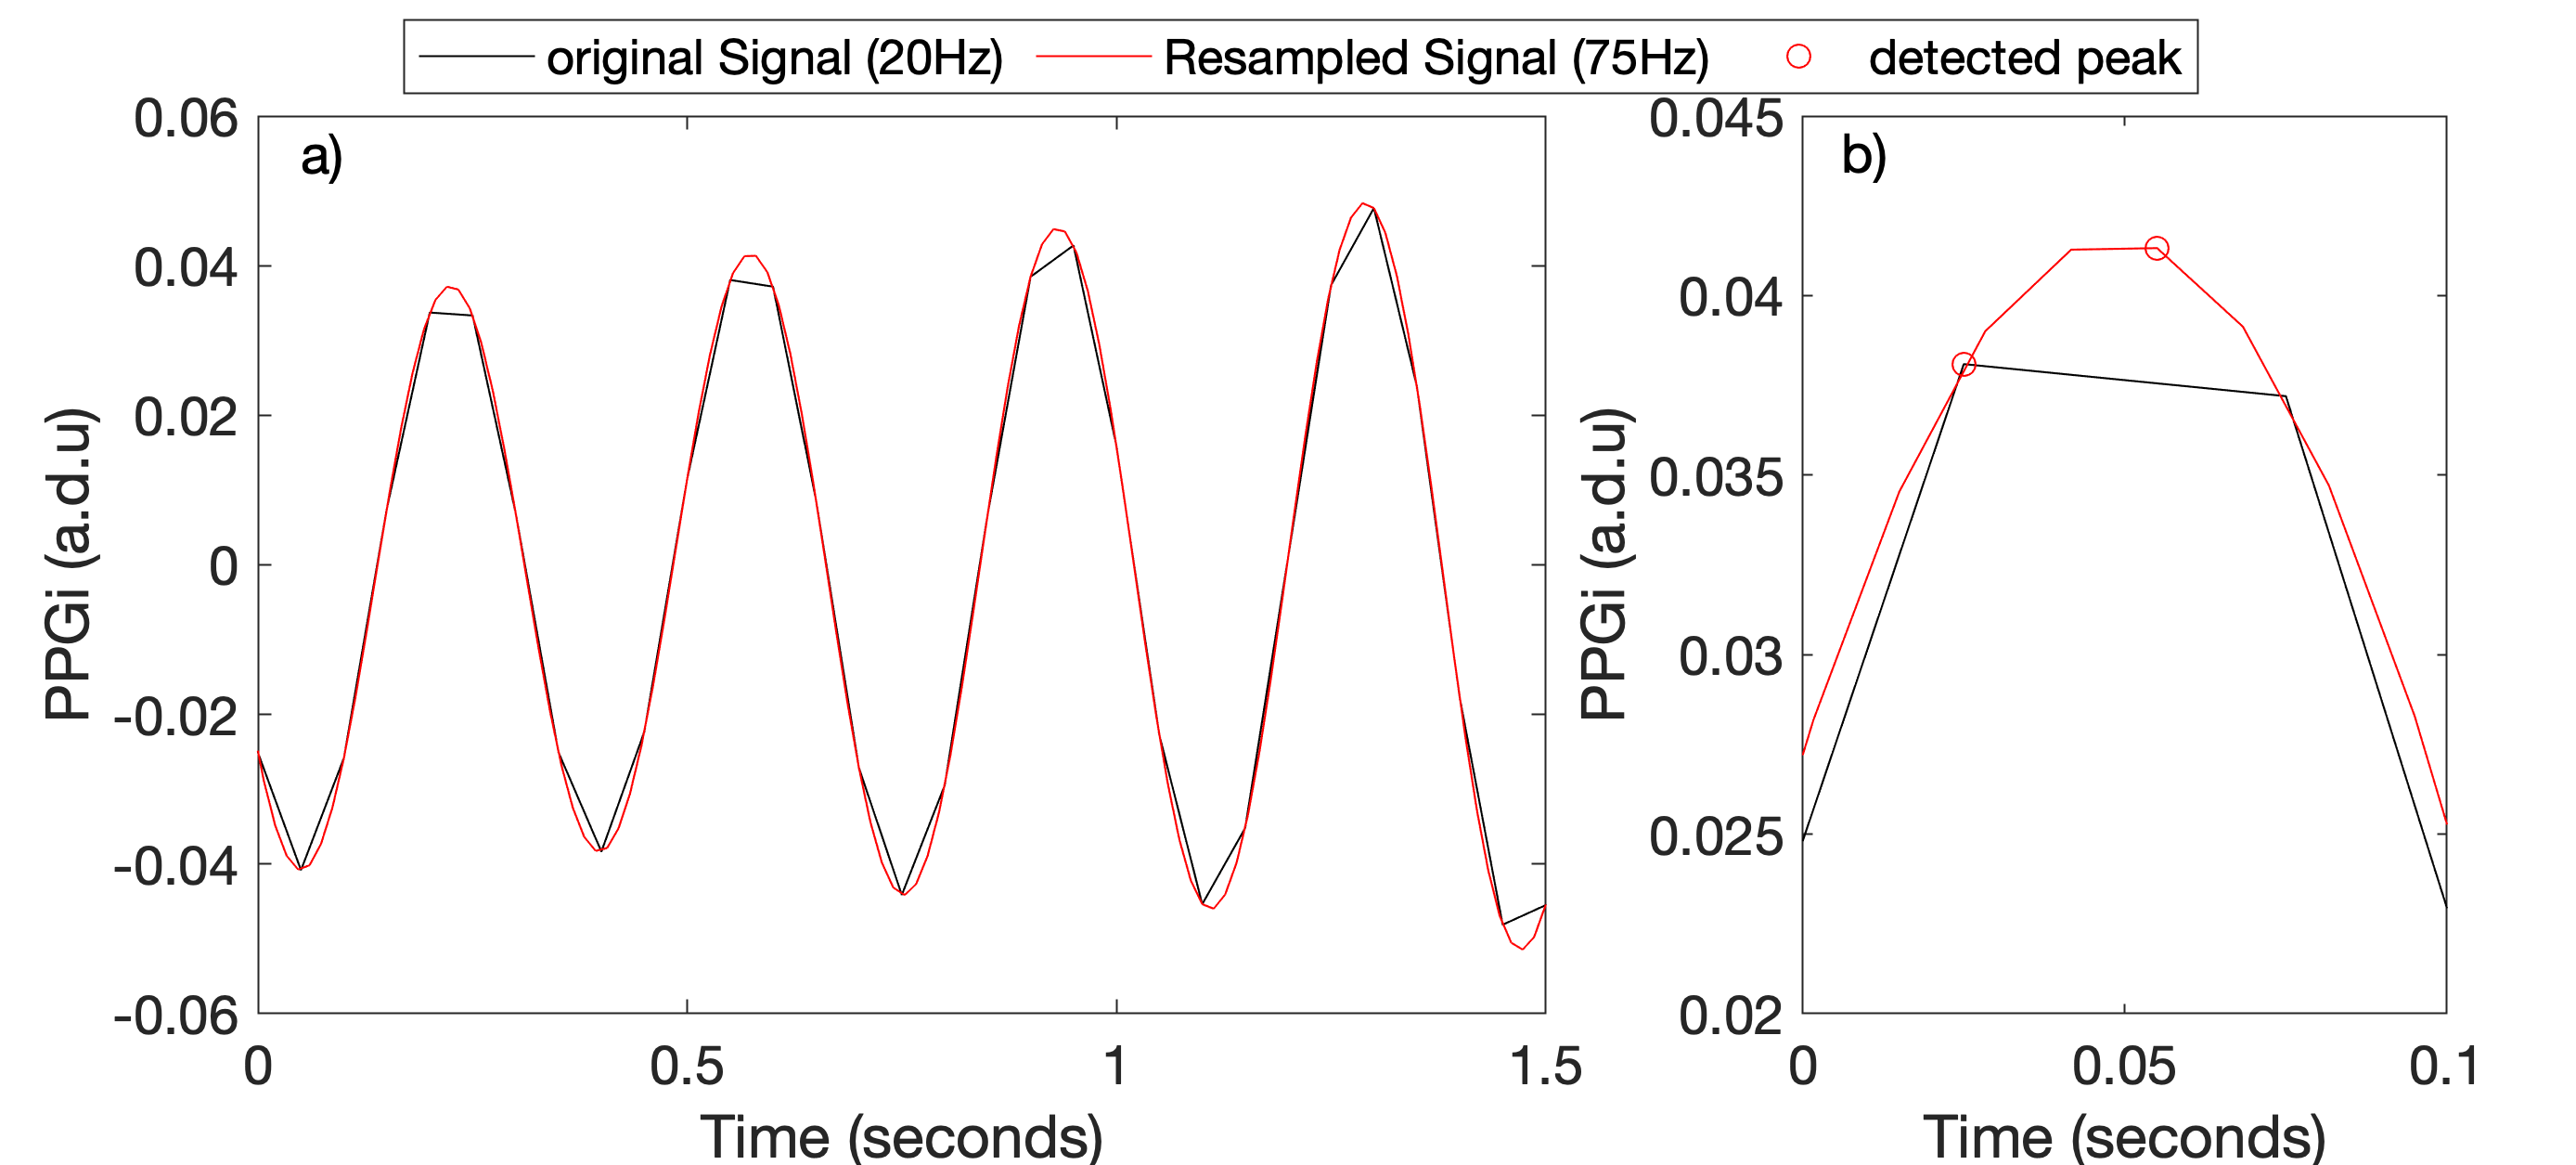 original Signal (20Hz) Resampled Signal (75Hz) detected peak
a)
0.06
0.04
0.02
0
-0.02
-0.04
-0.06
PPGi (a.d.u)
0 0.5 1 1.5
Time (seconds)
b)
0.045
0.04
0.035
0.03
0.025
0.02
PPGi (a.d.u)
0 0.05 0.1
Time (seconds)